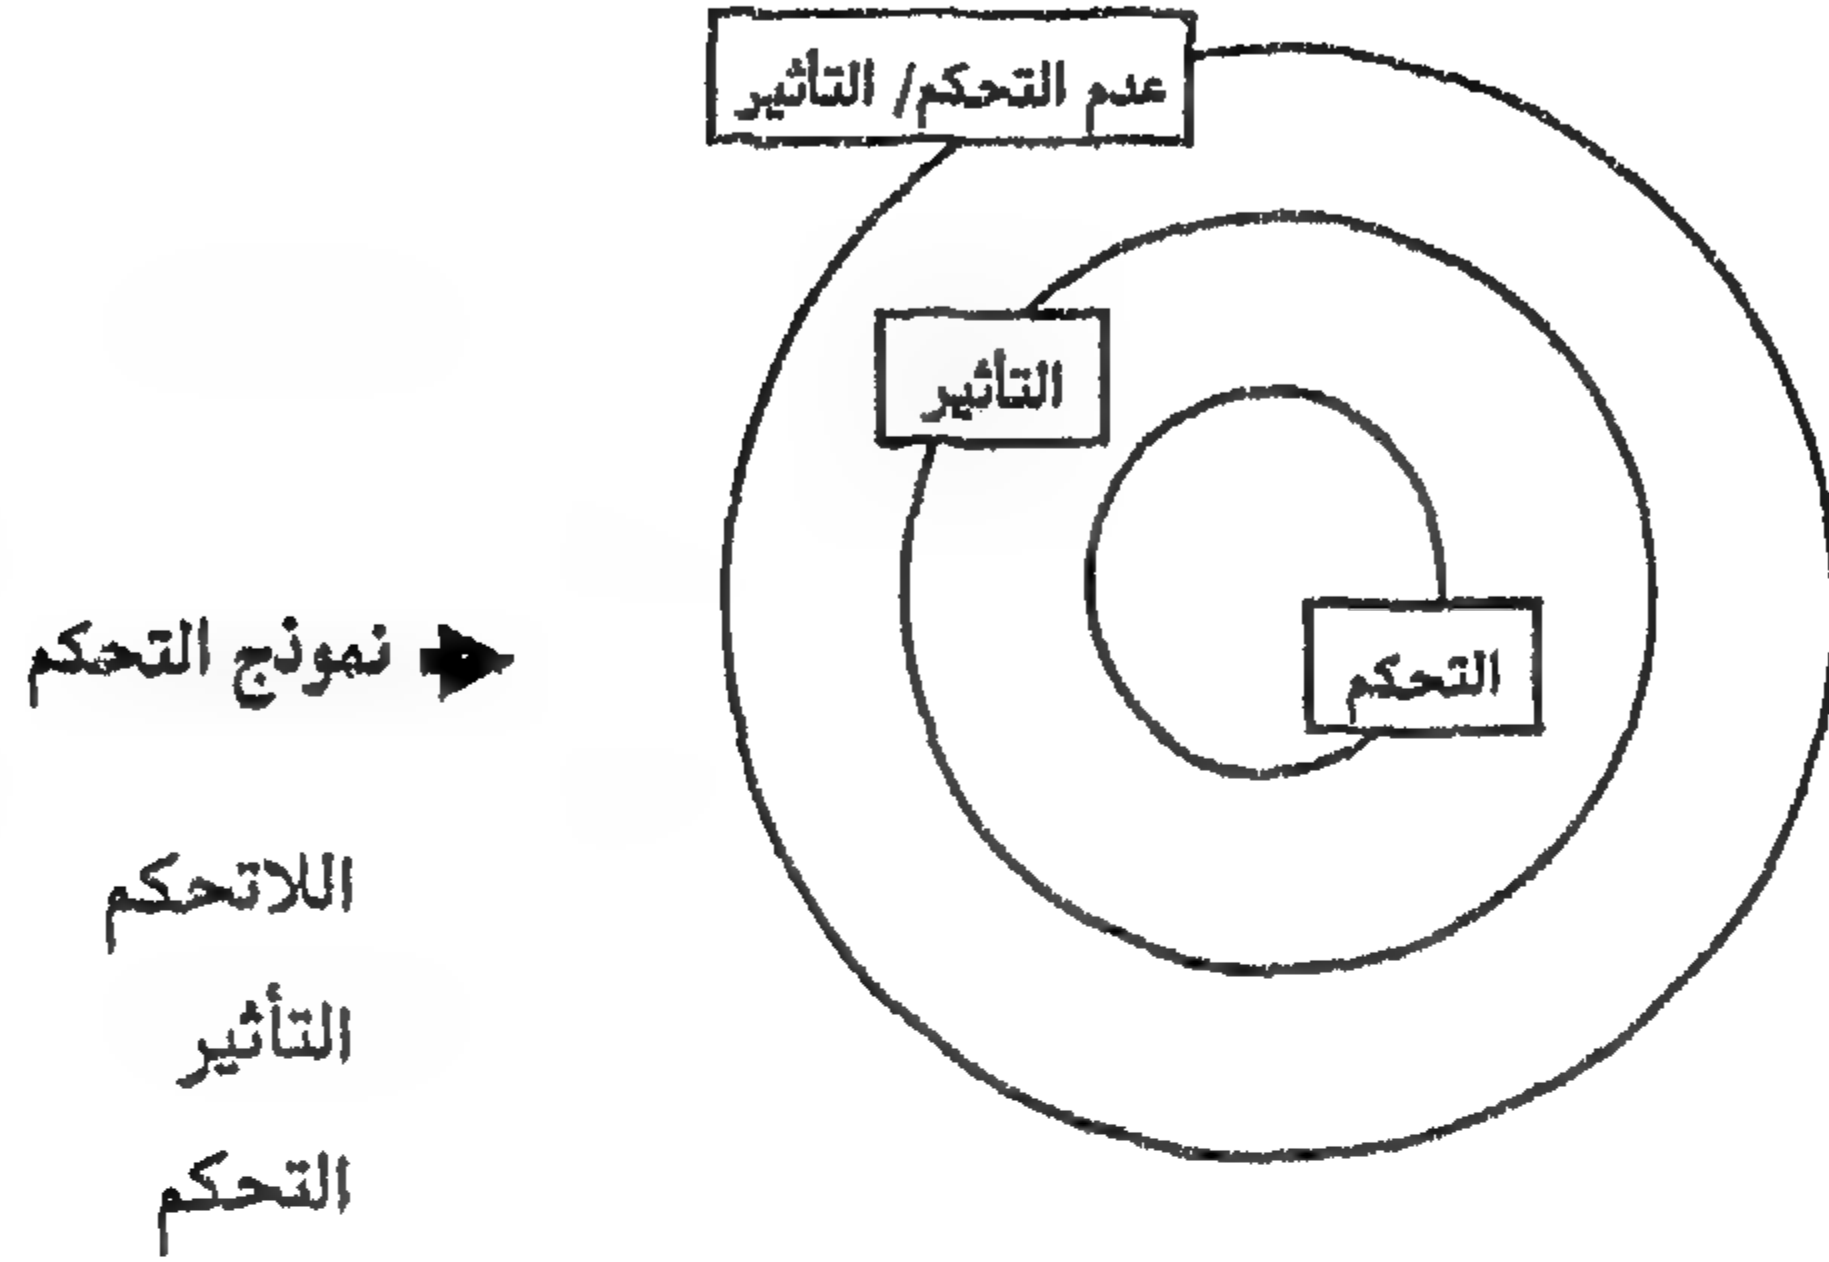 عدم التحكم/ التأثير
التأثير
التحكم
نموذج التحكم
اللاتحكم
التأثير
التحكم